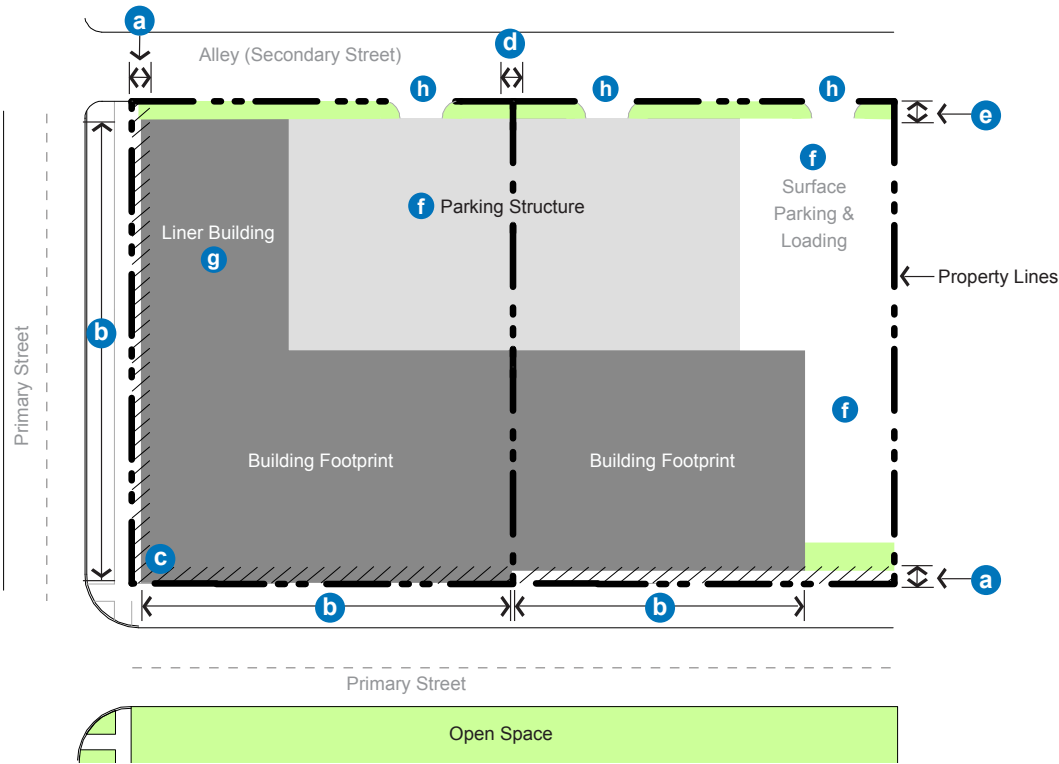 a
Alley (Secondary Street)
d
h
h
h
e
f
Surface
Parking &
Loading
f Parking Structure
Liner Building
g
Property Lines
b
Primary Street
f
Building Footprint
Building Footprint
c
a
b
b
Primary Street
Open Space